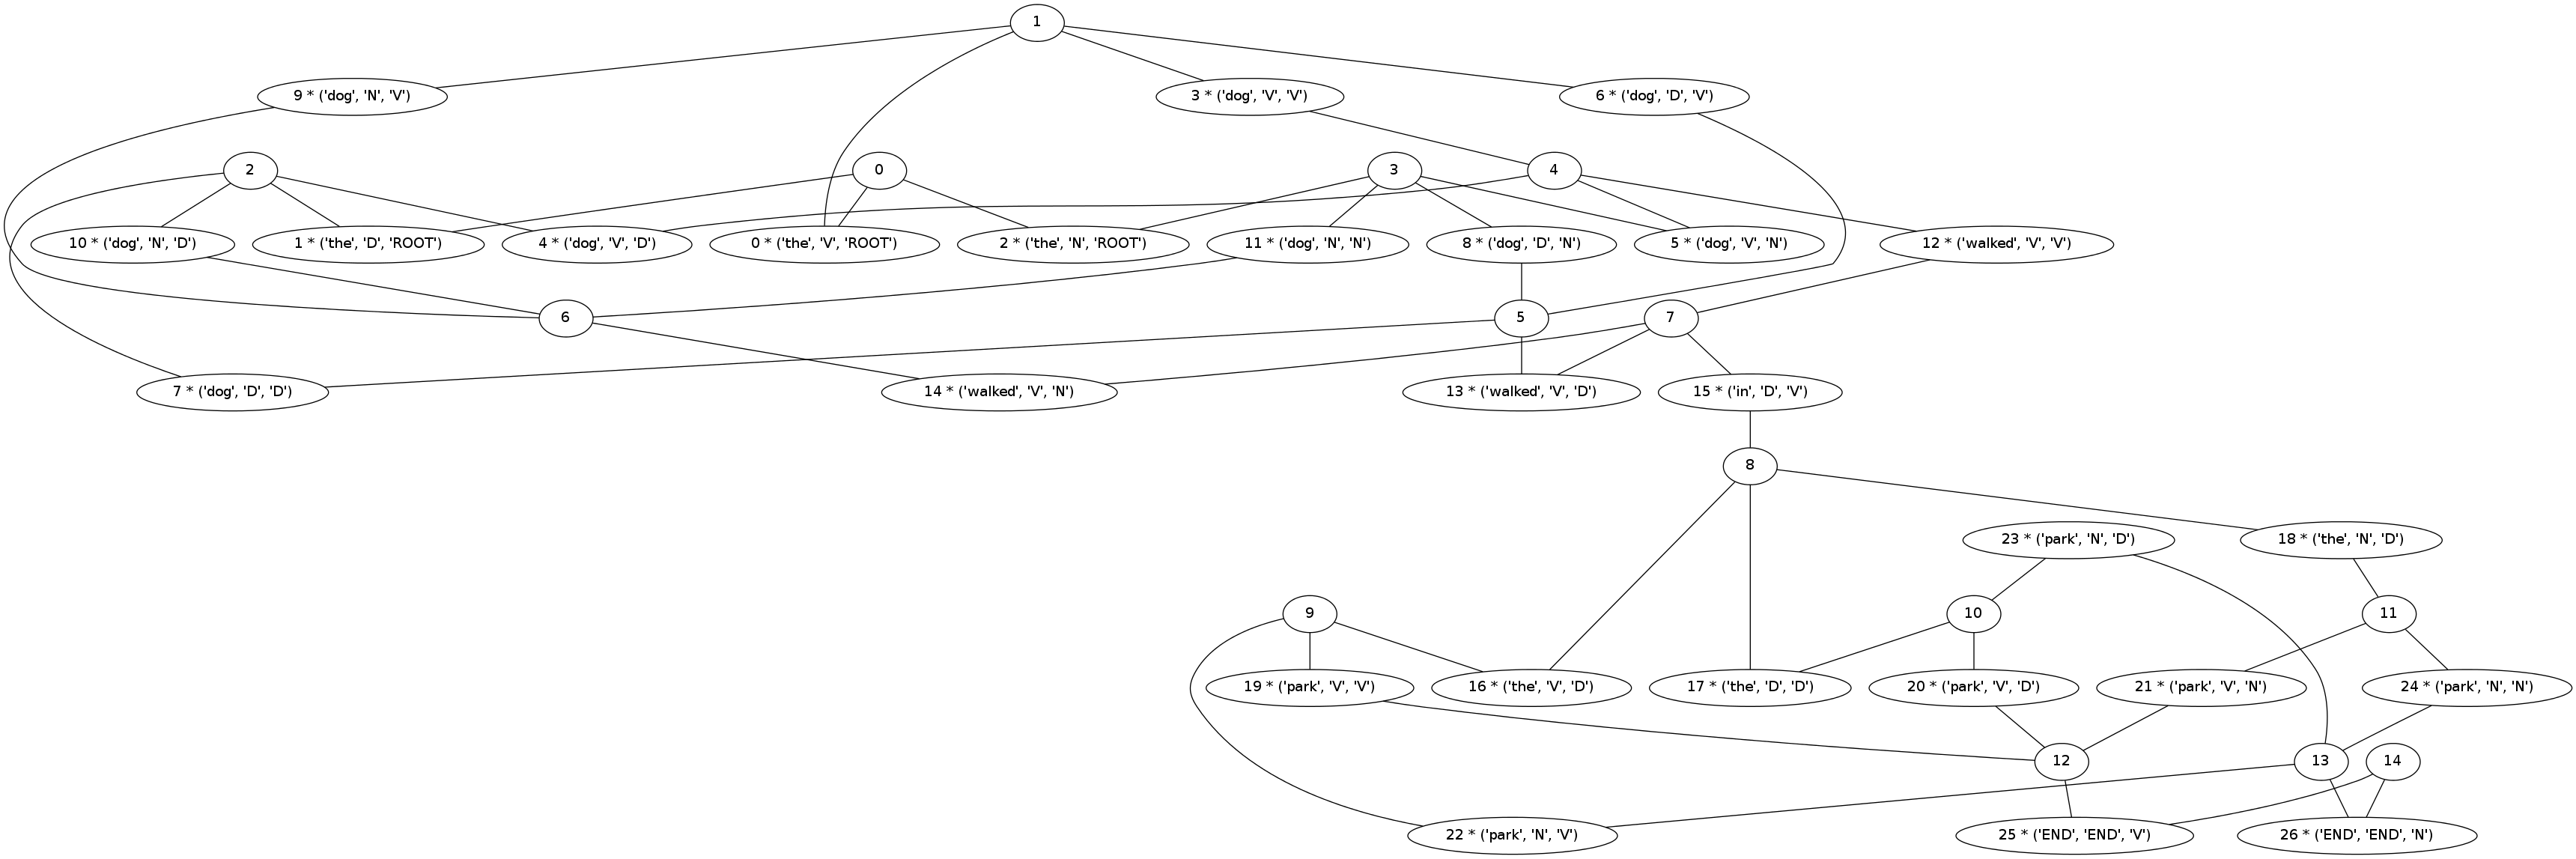 1
9 * ('dog', 'N', 'V')
3 * ('dog', 'V', 'V')
6 * ('dog', 'D', 'V')
2
0
3
4
10 * ('dog', 'N', 'D')
1 * ('the', 'D', 'ROOT')
4 * ('dog', 'V', 'D')
0 * ('the', 'V', 'ROOT')
2 * ('the', 'N', 'ROOT')
11 * ('dog', 'N', 'N')
8 * ('dog', 'D', 'N')
5 * ('dog', 'V', 'N')
12 * ('walked', 'V', 'V')
6
5
7
7 * ('dog', 'D', 'D')
14 * ('walked', 'V', 'N')
13 * ('walked', 'V', 'D')
15 * ('in', 'D', 'V')
8
23 * ('park', 'N', 'D')
18 * ('the', 'N', 'D')
9
10
11
19 * ('park', 'V', 'V')
16 * ('the', 'V', 'D')
17 * ('the', 'D', 'D')
20 * ('park', 'V', 'D')
21 * ('park', 'V', 'N')
24 * ('park', 'N', 'N')
12
13
14
22 * ('park', 'N', 'V')
25 * ('END', 'END', 'V')
26 * ('END', 'END', 'N')